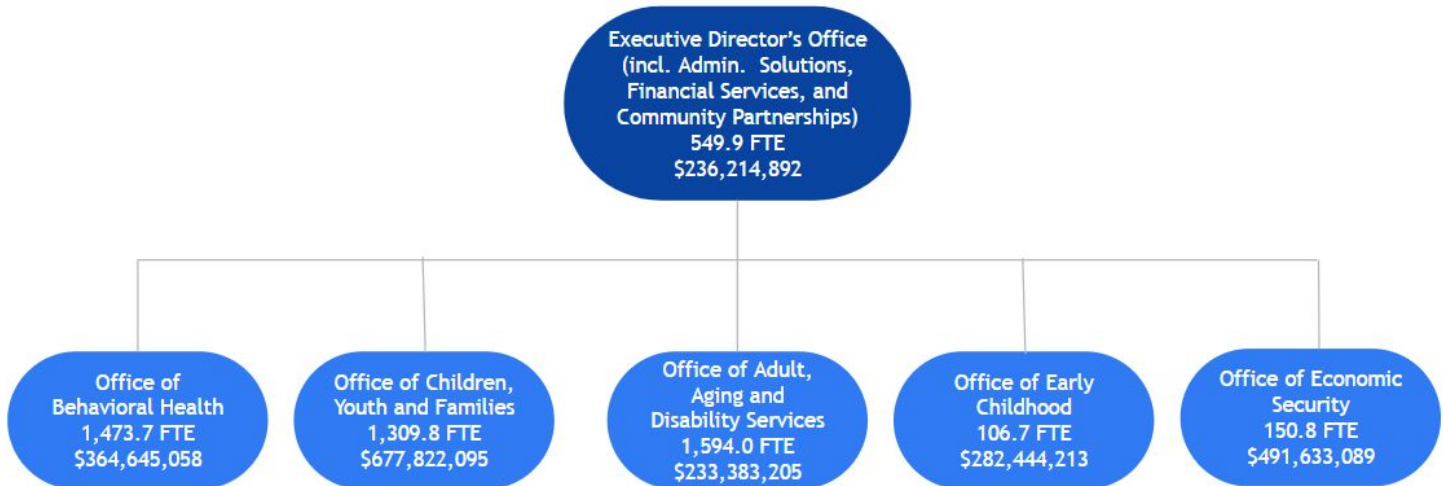 Executive Director's Office
(incl. Admin. Solutions,
Financial Services, and
Community Partnerships)
549.9 FTE
$236,214,892
Office of
Behavioral Health
1,473.7 FTE
$364,645,058
Office of Children,
Youth and Families
1,309.8 FTE
$677,822,095
Office of Adult,
Aging and
Disability Services
1,594.0 FTE
$233,383,205
Office of Early
Childhood
106.7 FTE
$282,444,213
Office of Economic
Security
150.8 FTE
$491,633,089